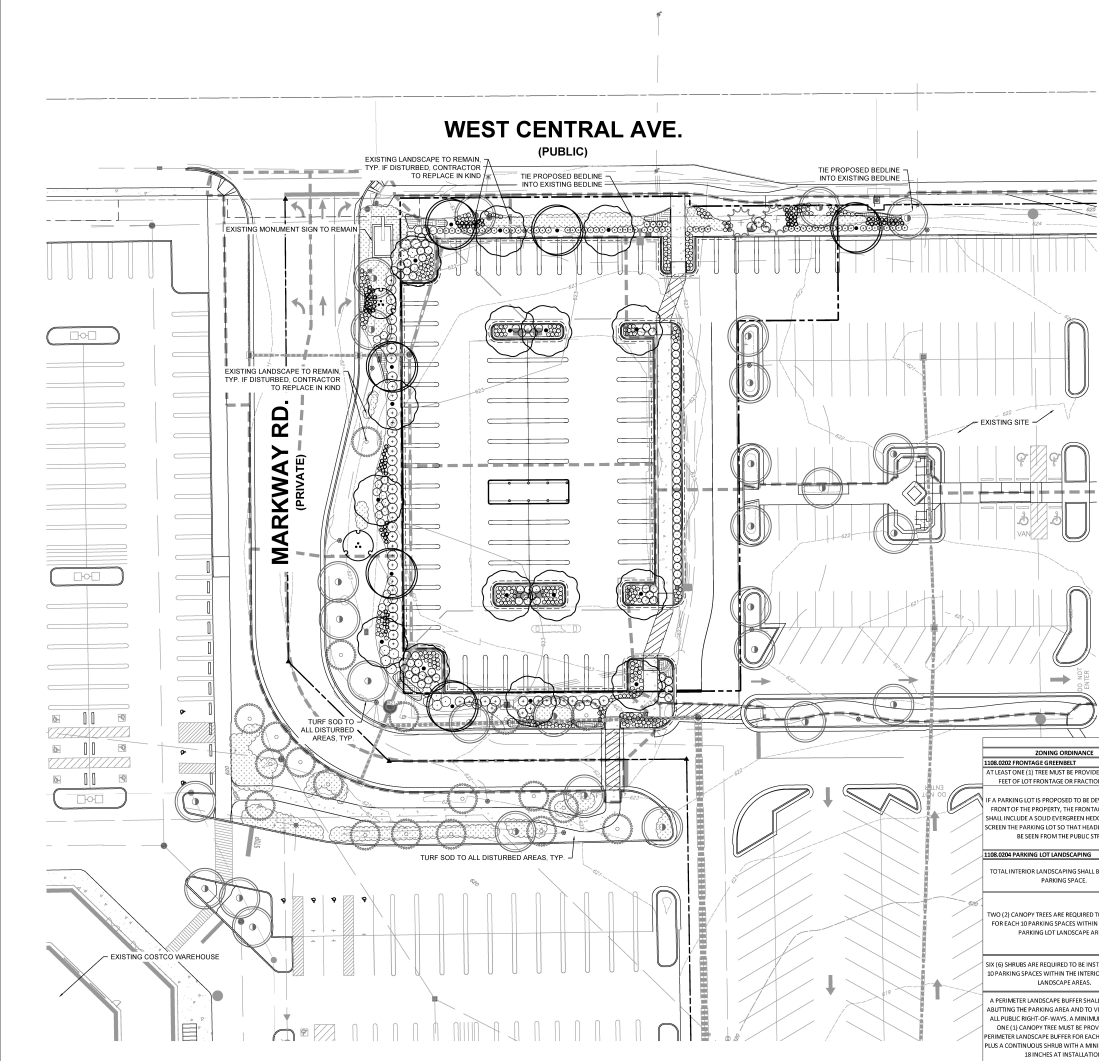 WEST CENTRAL AVE.
(PUBLIC)
EXISTING LANDSCAPE TO REMAIN,
TYP. IF DISTURBED, CONTRACTOR
TO REPLACE IN KIND
TIE PROPOSED BEDLINE
INTO EXISTING BEDLINE
TIE PROPOSED BEDLINE
INTO EXISTING BEDLINE
EXISTING MONUMENT SIGN TO REMAIN
EXISTING LANDSCAPE TO REMAIN,
TYP. IF DISTURBED, CONTRACTOR
TO REPLACE IN KIND
MARKWAY RD.
(PRIVATE)
EXISTING SITE
VAN
DO NOT
ENTER
TURF SOD TO
ALL DISTURBED
AREAS, TYP.
DO NOT
ENTER
STOP
TURF SOD TO ALL DISTURBED AREAS, TYP.
EXISTING COSTCO WAREHOUSE
ZONING ORDINANCE
1108.0202 FRONTAGE GREENBELT
AT LEAST ONE (1) TREE MUST BE PROVIDE
FEET OF LOT FRONTAGE OR FRACTIO
IF A PARKING LOT IS PROPOSED TO BE DEV
FRONT OF THE PROPERTY, THE FRONTAG
SHALL INCLUDE A SOLID EVERGREEN HEDG
SCREEN THE PARKING LOT SO THAT HEADL
BE SEEN FROM THE PUBLIC STR
1108.0204 PARKING LOT LANDSCAPING
TOTAL INTERIOR LANDSCAPING SHALL B
PARKING SPACE.
TWO (2) CANOPY TREES ARE REQUIRED T
FOR EACH 10 PARKING SPACES WITHIN
PARKING LOT LANDSCAPE AR
SIX (6) SHRUBS ARE REQUIRED TO BE INST
10 PARKING SPACES WITHIN THE INTERIO
LANDSCAPE AREAS.
A PERIMETER LANDSCAPE BUFFER SHALL
ABUTTING THE PARKING AREA AND TO VI
ALL PUBLIC RIGHT-OF-WAYS. A MINIMUM
ONE (1) CANOPY TREE MUST BE PROV
PERIMETER LANDSCAPE BUFFER FOR EACH
PLUS A CONTINUOUS SHRUB WITH A MINI
18 INCHES AT INSTALLATIO